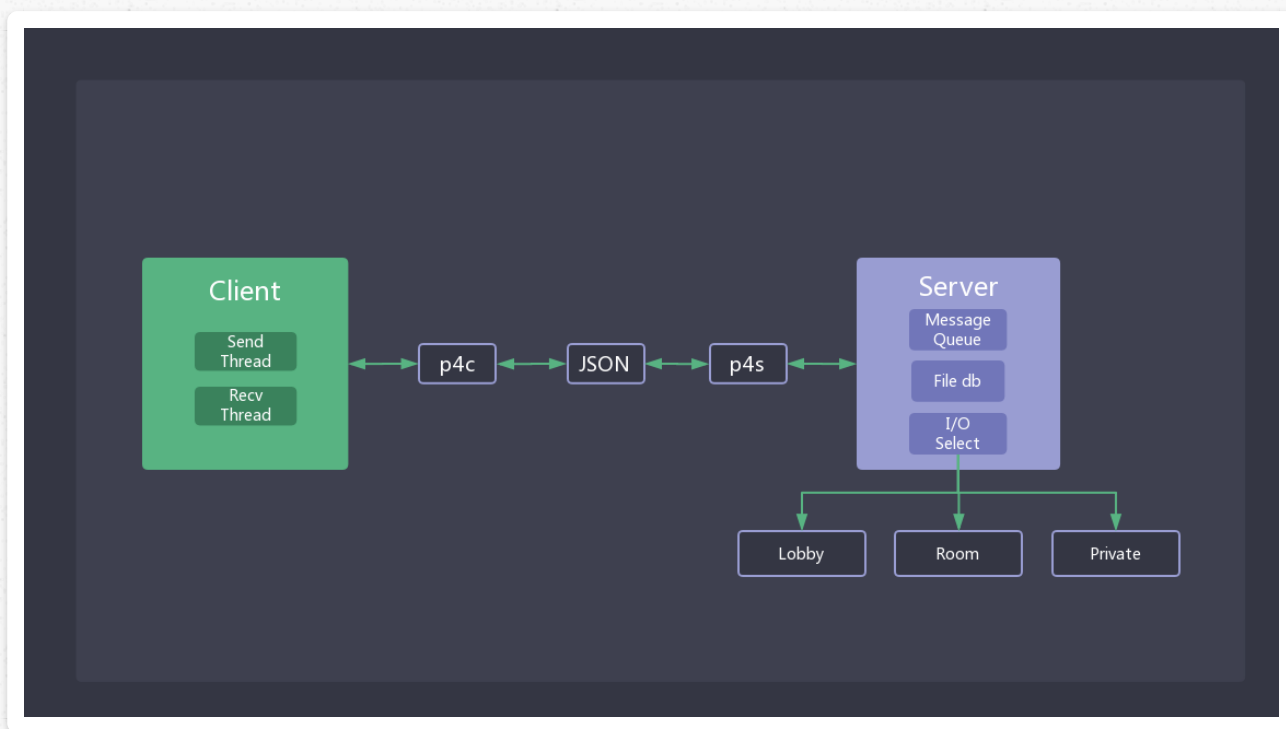 Client
Send
Thread
Recv
Thread
p4c
JSON
p4s
Server
Message
Queue
File db
I/O
Select
Lobby
Room
Private